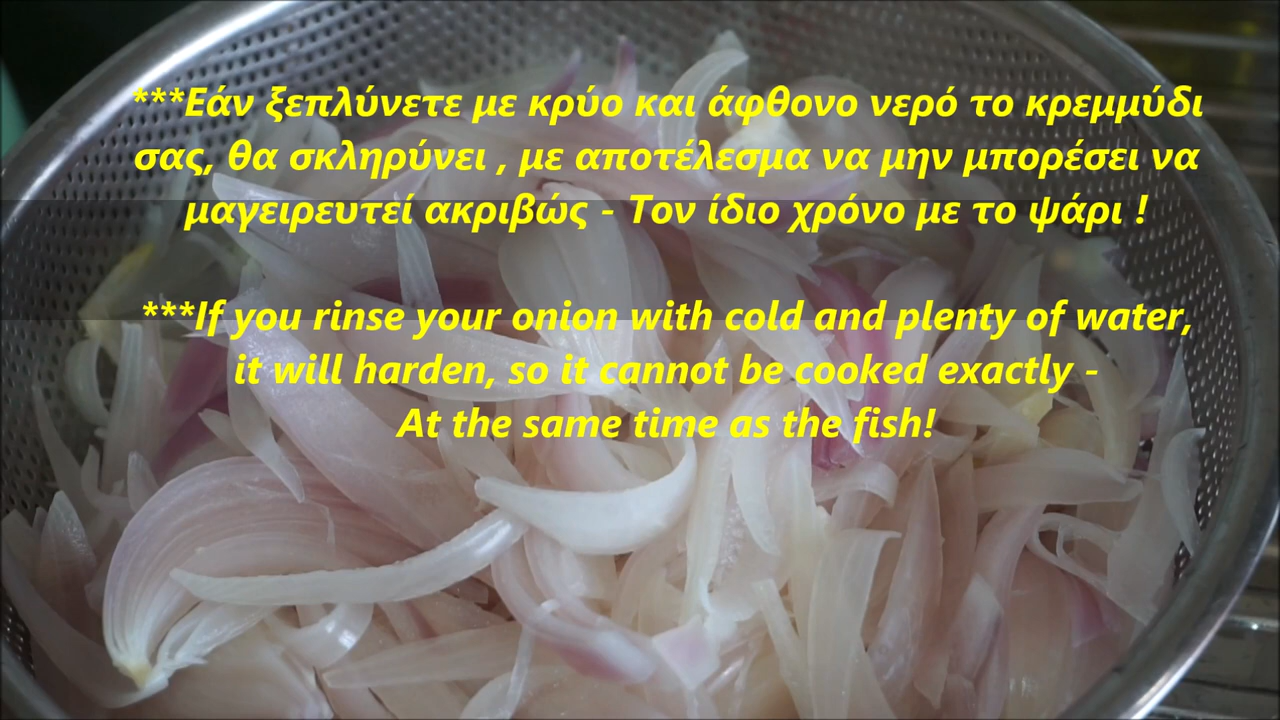 ***Εάν ξεπλύνετε με κρύο και άφθονο νερό το κρεμμύδι
σας, θα σκληρύνει , με αποτέλεσμα να μην μπορέσει να
μαγειρευτεί ακριβώς - Τον ίδιο χρόνο με το ψάρι !
***If you rinse your onion with cold and plenty of water,
it will harden, so it cannot be cooked exactly -
At the same time as the fish!